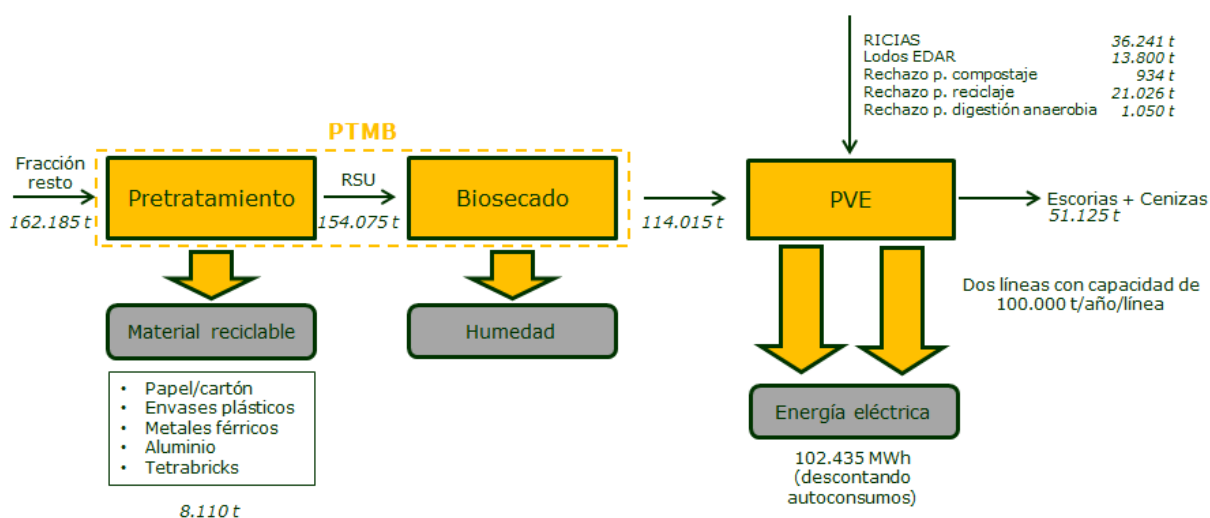 RICIAS 36.241 t
Lodos EDAR 13.800 t
Rechazo p. compostaje 934 t
Rechazo p. reciclaje 21.026 t
Rechazo p. digestión anaerobia 1.050 t
PTMB
Fracción
resto
162.185 t
Pretratamiento
RSU
154.075 t
Biosecado
114.015 t
PVE
Escorias + Cenizas
51.125 t
Dos líneas con capacidad de
100.000 t/año/línea
Material reciclable
Humedad
• Papel/cartón
• Envases plásticos
• Metales férricos
• Aluminio
• Tetrabricks
8.110 t
Energía eléctrica
102.435 MWh
(descontando
autoconsumos)